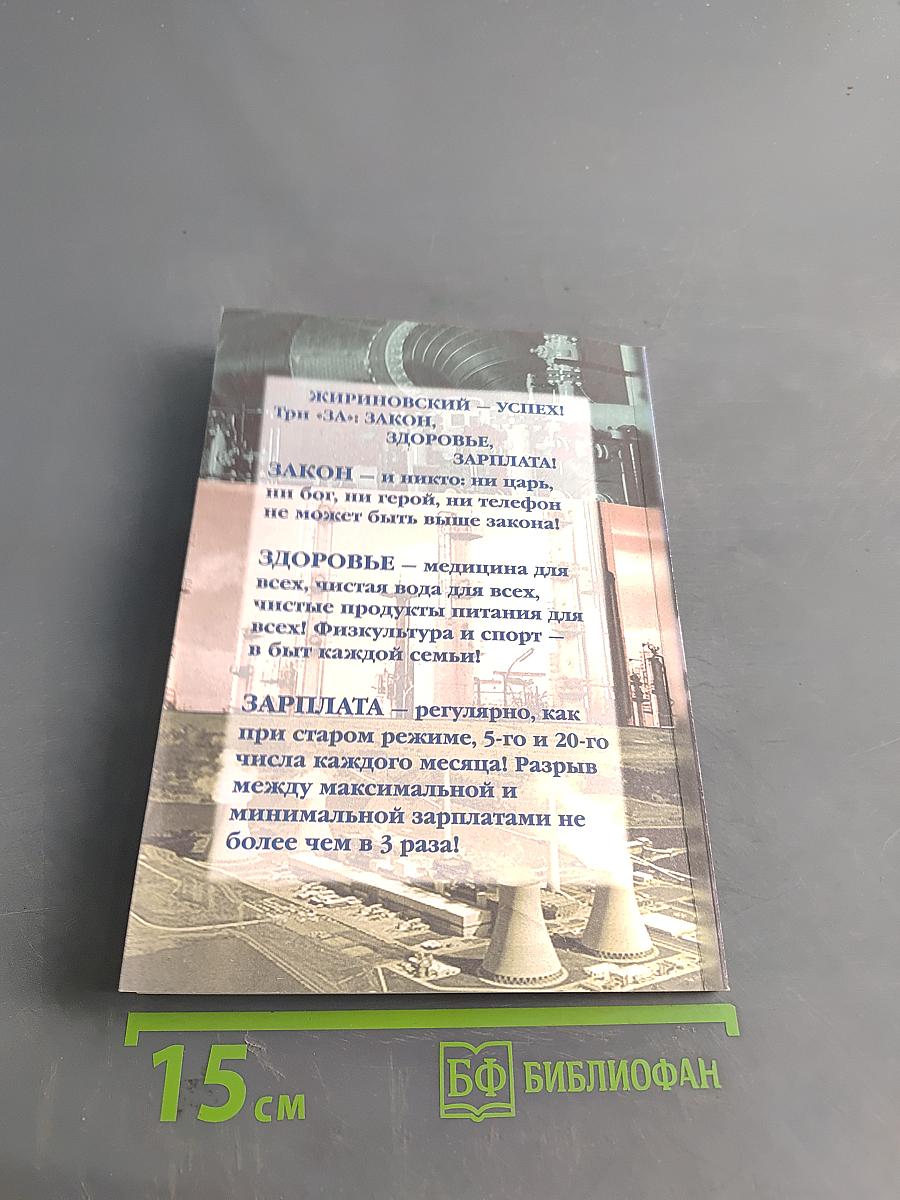 ЖИРИНОВСКИЙ – УСПЕХ!
Три «ЗА»: ЗАКОН,
ЗДОРОВЬЕ,
ЗАРПЛАТА!
ЗАКОН – и никто: ни царь,
ни бог, ни герой, ни телефон
не может быть выше закона!
ЗДОРОВЬЕ – медицина для
всех, чистая вода для всех,
чистые продукты питания для
всех! Физкультура и спорт –
в быт каждой семьи!
ЗАРПЛАТА – регулярно, как
при старом режиме, 5-го и 20-го
числа каждого месяца! Разрыв
между максимальной и
минимальной зарплатами не
более чем в 3 раза!
15 см
БФ БИБЛИОФАН